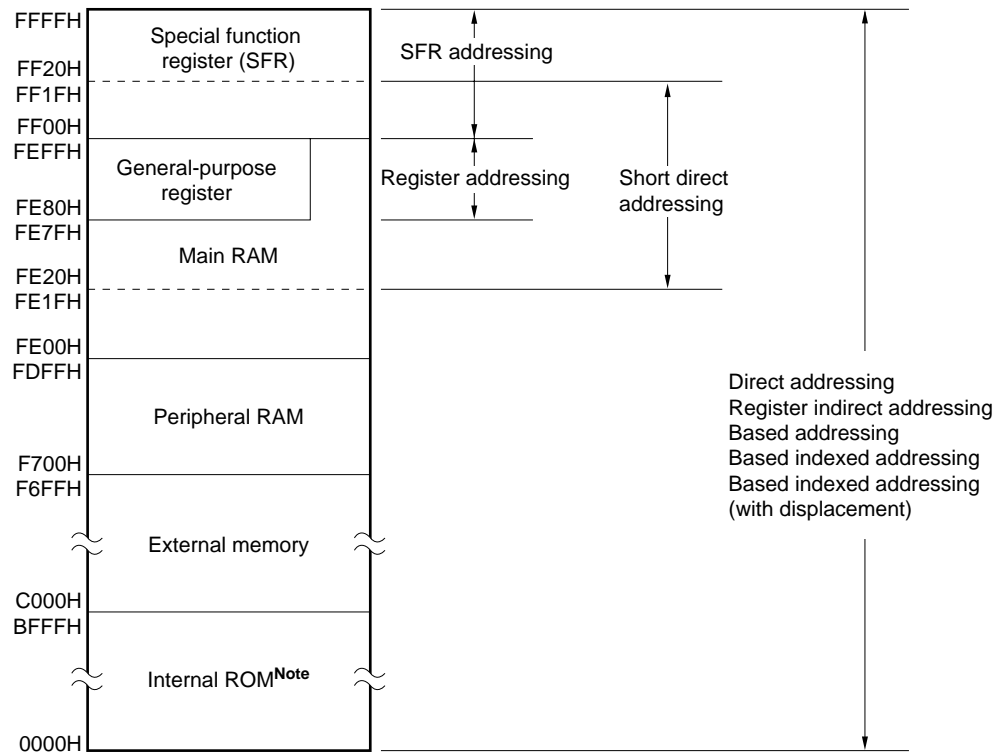 FFFFH
Special function
register (SFR)
SFR addressing
FF20H
FF1FH
FF00H
FEFFH
General-purpose
register
Register addressing
Short direct
addressing
FE80H
FE7FH
Main RAM
FE20H
FE1FH
FE00H
FDFFH
Peripheral RAM
Direct addressing
Register indirect addressing
Based addressing
Based indexed addressing
Based indexed addressing
(with displacement)
F700H
F6FFH
External memory
C000H
BFFFH
Internal ROMNote
0000H